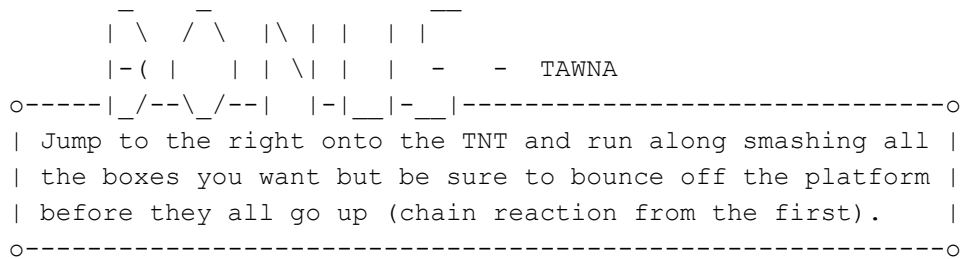 BONUS - TAWNA
Jump to the right onto the TNT and run along smashing all
the boxes you want but be sure to bounce off the platform
before they all go up (chain reaction from the first).